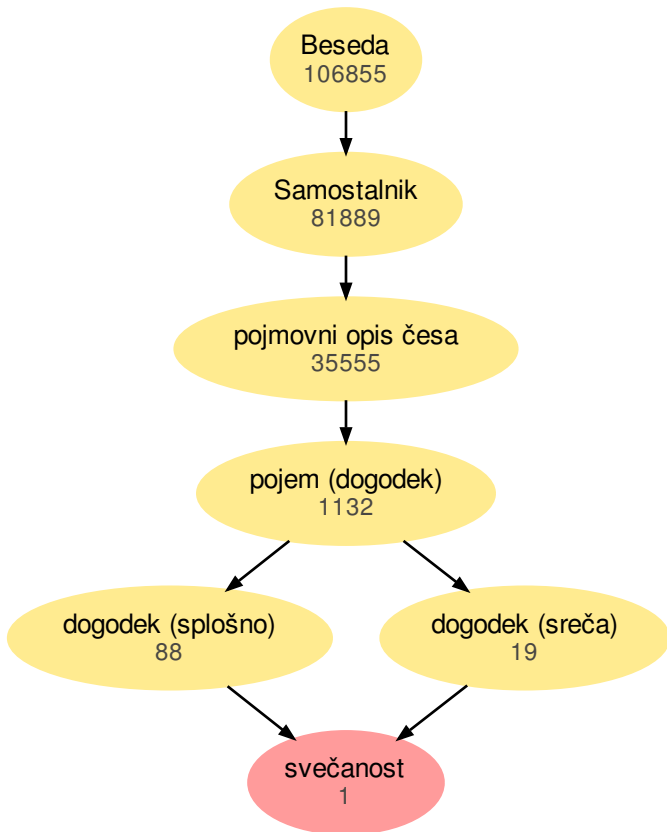 Beseda
106855
Samostalnik
81889
pojmovni opis česa
35555
pojem (dogodek)
1132
dogodek (splošno)
88
dogodek (sreča)
19
svečanost
1